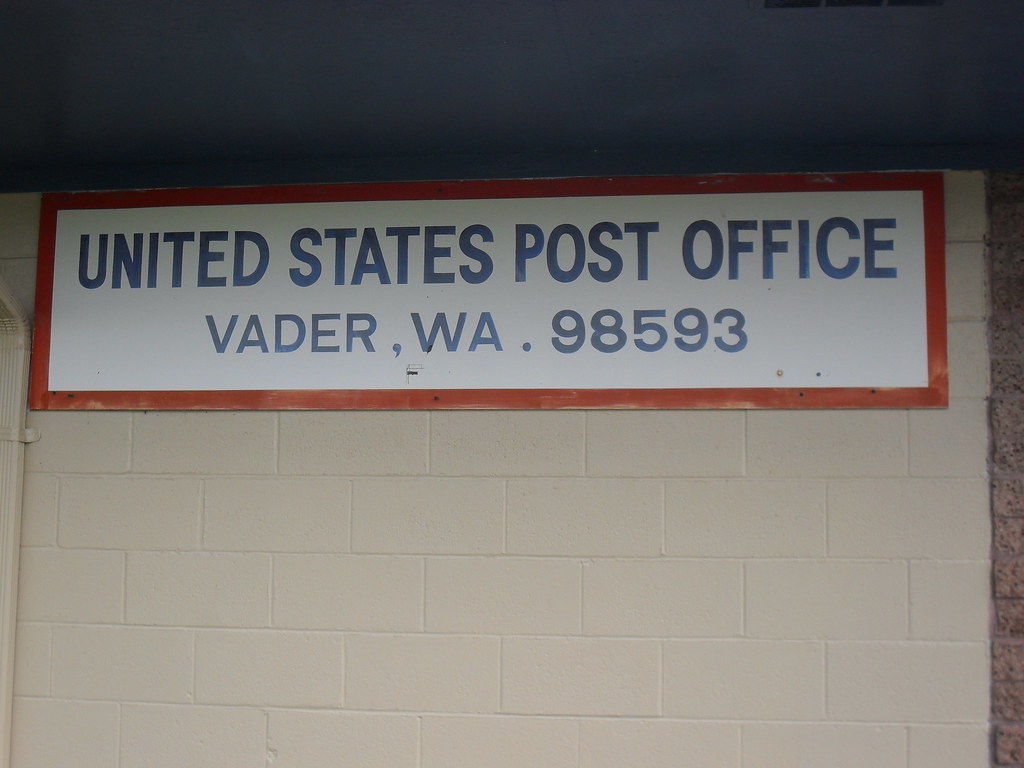 UNITED STATES POST OFFICE
VADER, WA. 98593